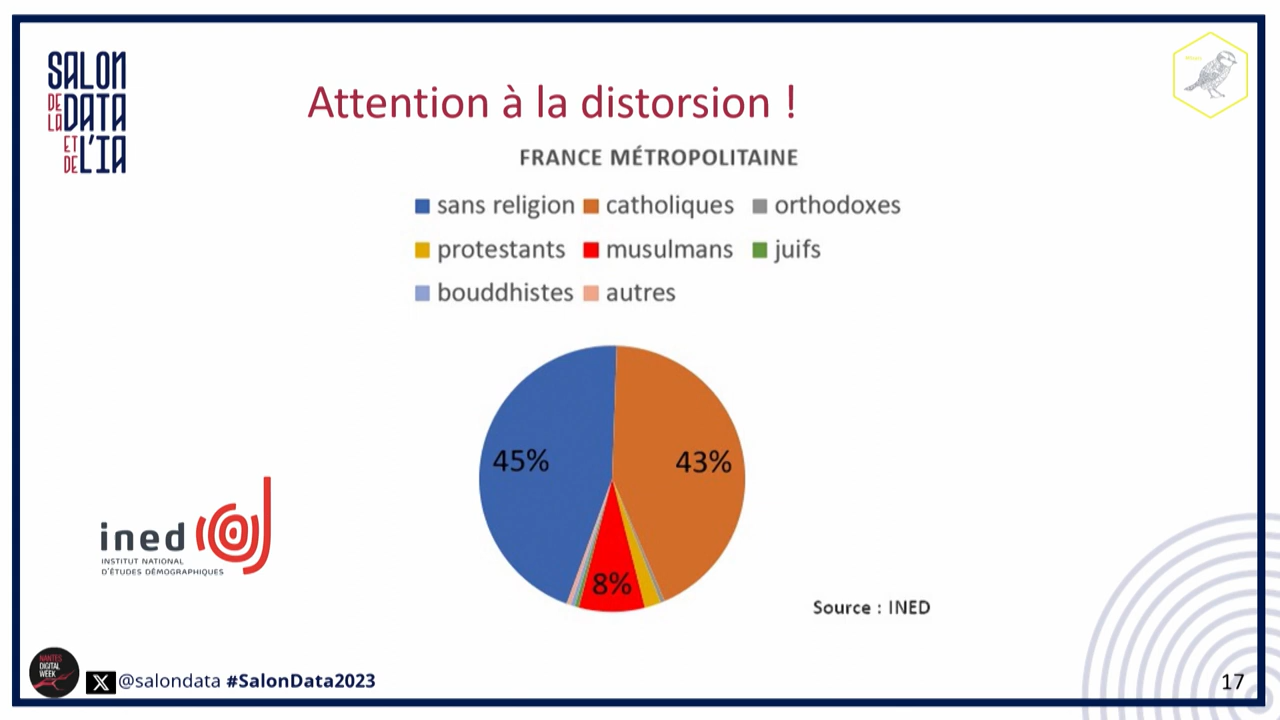 SALON
DE LA DATA
ET DE L'IA
Attention à la distorsion !
FRANCE MÉTROPOLITAINE
sans religion catholiques orthodoxes
protestants musulmans juifs
bouddhistes autres
45% 43%
8%
ined
INSTITUT NATIONAL
D'ÉTUDES DÉMOGRAPHIQUES
Source : INED
NANTES
DIGITAL
WEEK
@salondata #SalonData2023
17